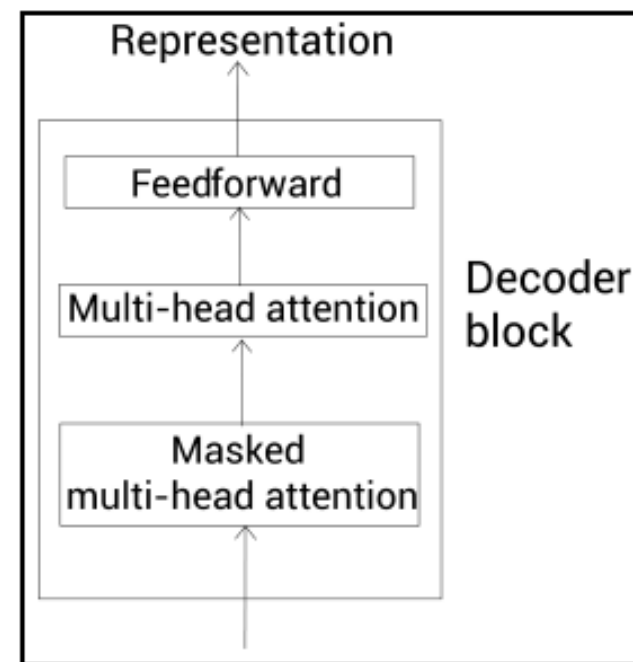 Representation
Feedforward
Multi-head attention
Decoder
block
Masked
multi-head attention